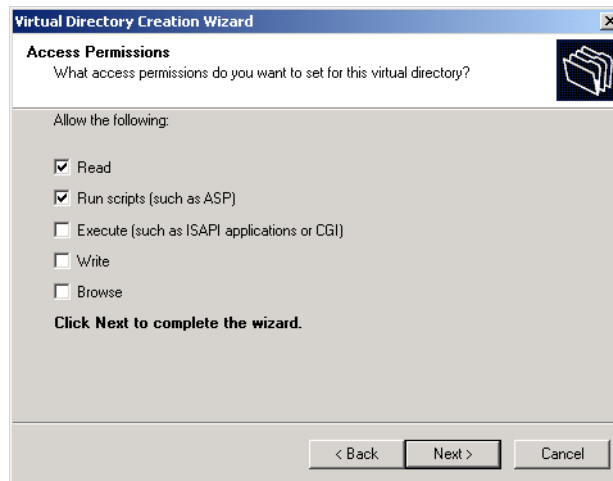 Virtual Directory Creation Wizard
Access Permissions
What access permissions do you want to set for this virtual directory?
Allow the following:
Read
Run scripts (such as ASP)
Execute (such as ISAPI applications or CGI)
Write
Browse
Click Next to complete the wizard.
< Back Next > Cancel